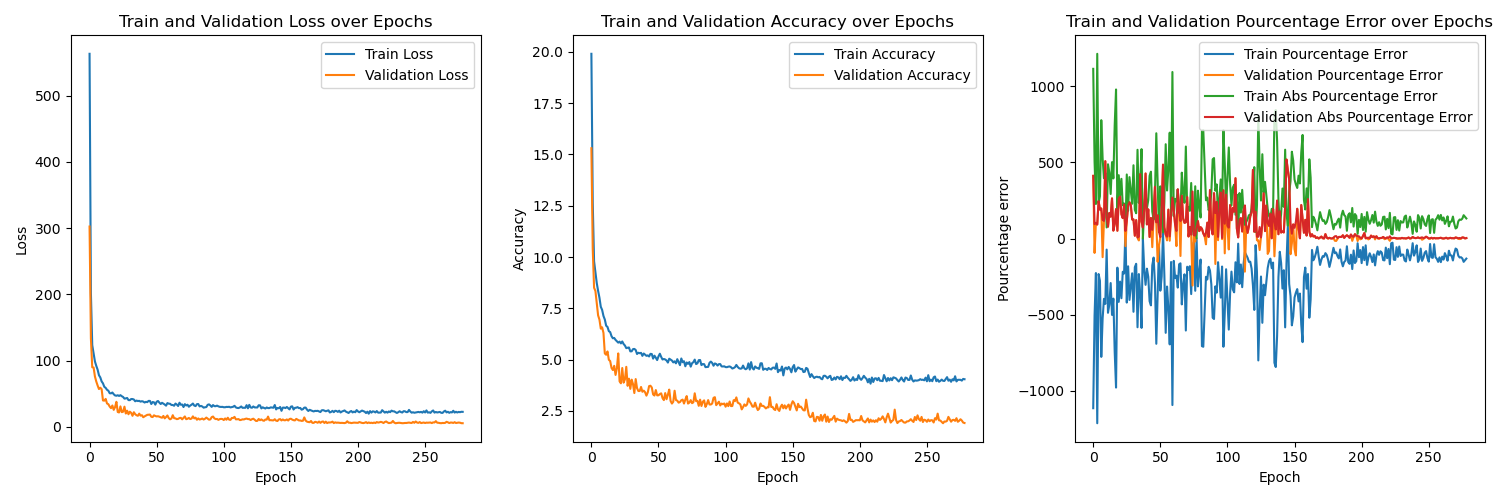 Train and Validation Loss over Epochs
Train Loss
Validation Loss
Loss
500
400
300
200
100
0
0 50 100 150 200 250
Epoch
Train and Validation Accuracy over Epochs
Train Accuracy
Validation Accuracy
Accuracy
20.0
17.5
15.0
12.5
10.0
7.5
5.0
2.5
0 50 100 150 200 250
Epoch
Train and Validation Pourcentage Error over Epochs
Train Pourcentage Error
Validation Pourcentage Error
Train Abs Pourcentage Error
Validation Abs Pourcentage Error
Pourcentage error
1000
500
0
−500
−1000
0 50 100 150 200 250
Epoch